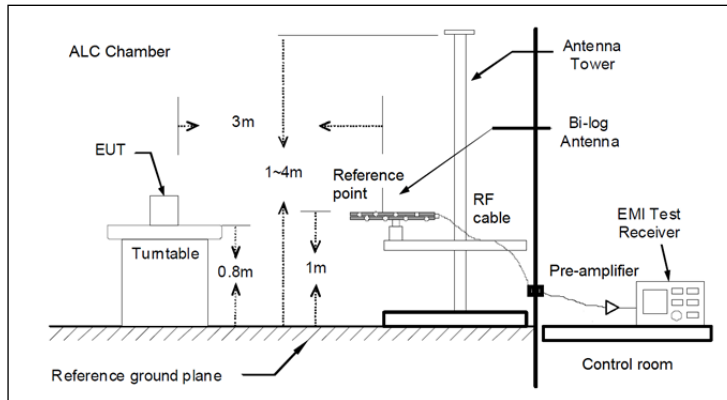 ALC Chamber
Antenna
Tower
3m
Bi-log
Antenna
EUT
1~4m
Reference
point
RF
cable
EMI Test
Receiver
Turntable
0.8m
1m
Pre-amplifier
Control room
Reference ground plane